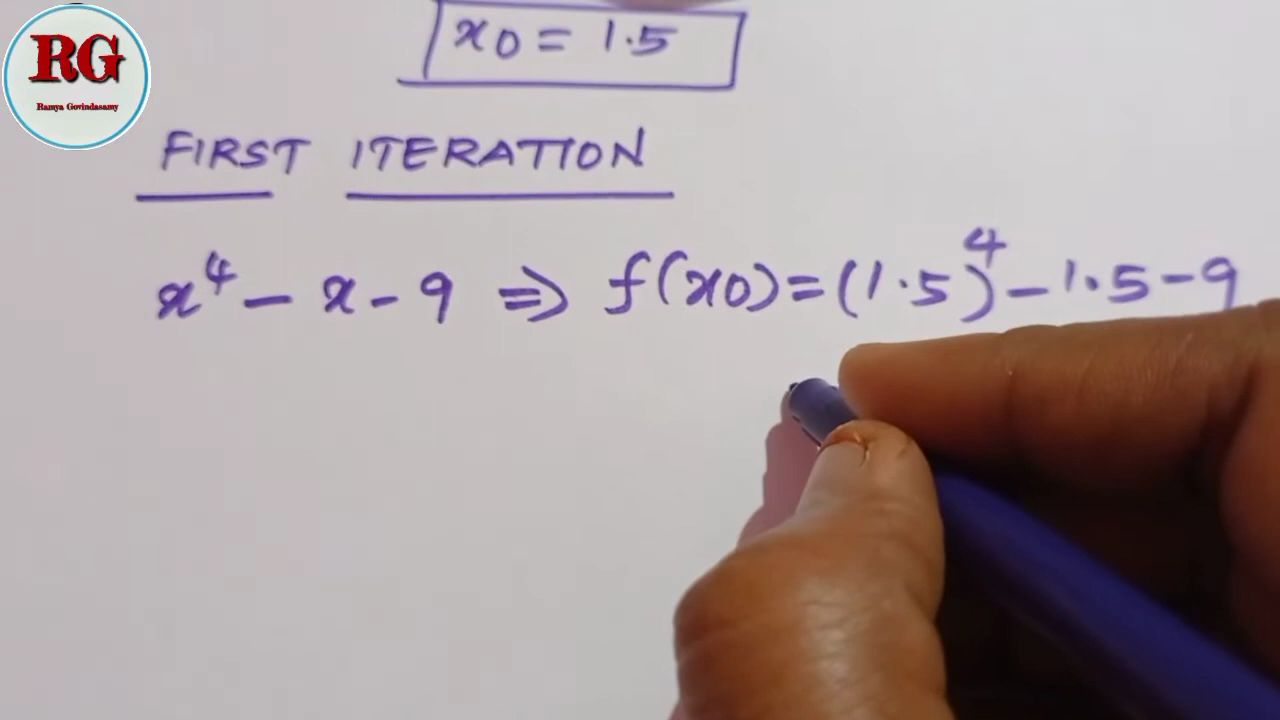 RG
Ramya Govindasamy
x0 = 1.5
FIRST ITERATION
x⁴ - x - 9 ⇒ f(x0) = (1.5)⁴ - 1.5 - 9